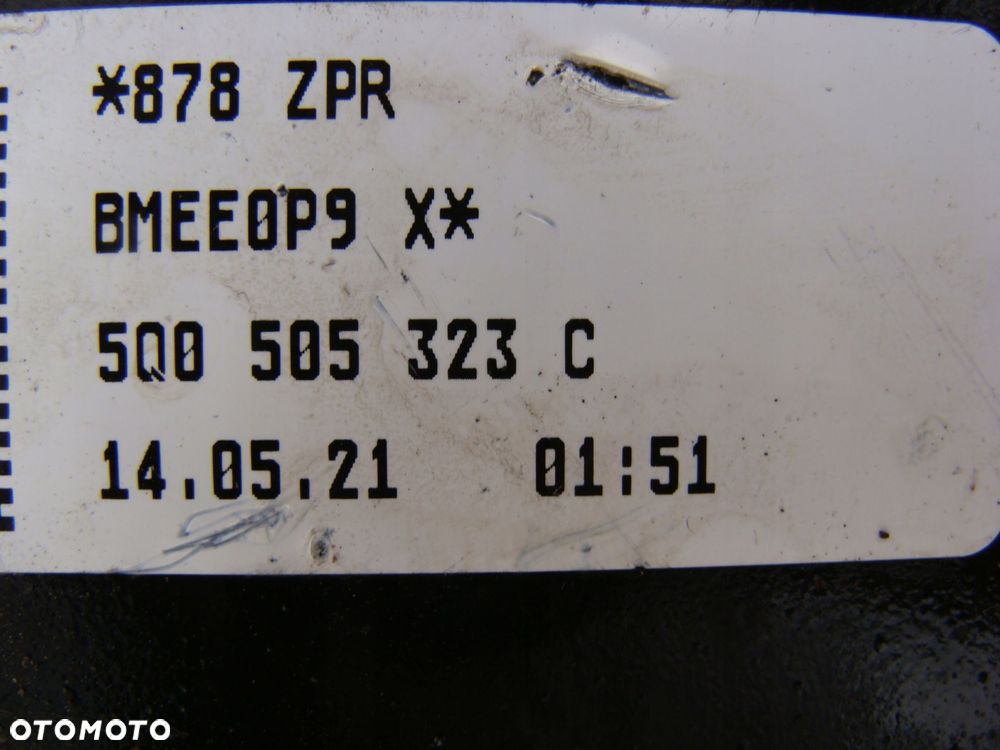 *878 ZPR
BMEE0P9 X*
5Q0 505 323 C
14.05.21 01:51
OTOMOTO